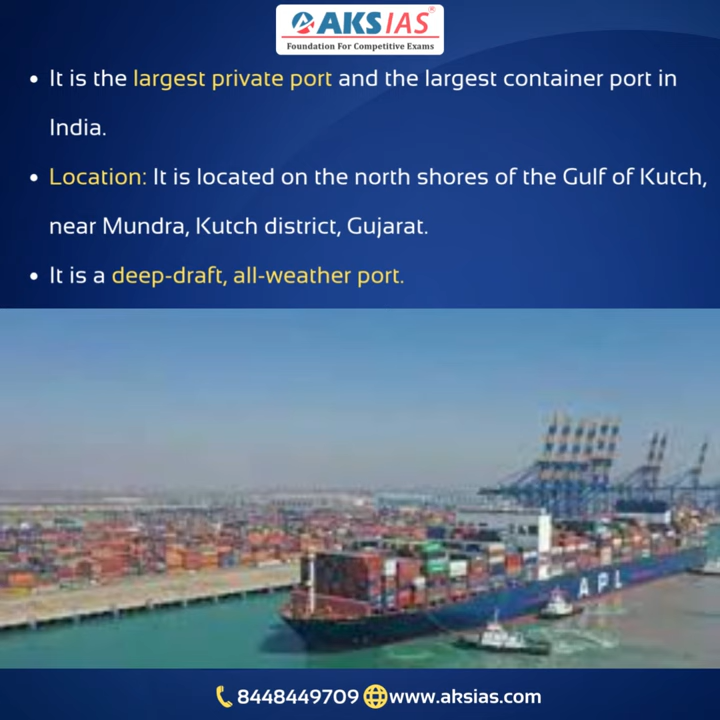 AKSIAS®
Foundation For Competitive Exams
• It is the largest private port and the largest container port in
India.
• Location: It is located on the north shores of the Gulf of Kutch,
near Mundra, Kutch district, Gujarat.
• It is a deep-draft, all-weather port.
APL
8448449709 www.aksias.com